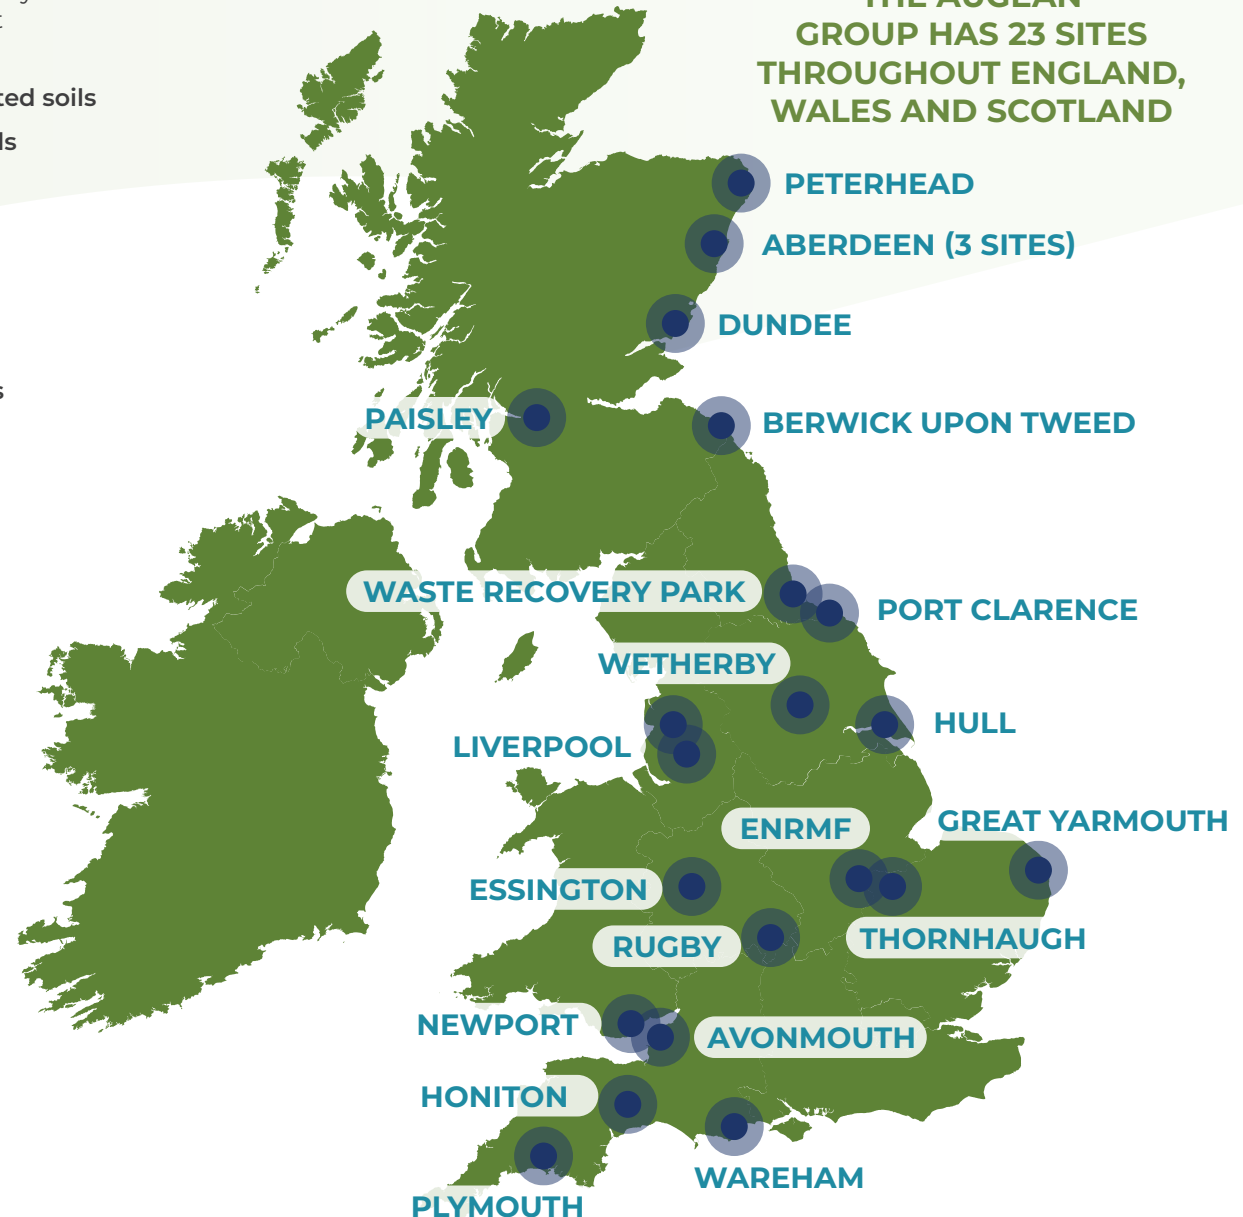 THE AUGEAN
GROUP HAS 23 SITES
THROUGHOUT ENGLAND,
WALES AND SCOTLAND
soils
PETERHEAD
ABERDEEN (3 SITES)
DUNDEE
PAISLEY
BERWICK UPON TWEED
WASTE RECOVERY PARK
PORT CLARENCE
WETHERBY
HULL
LIVERPOOL
GREAT YARMOUTH
ENRMF
ESSINGTON
THORNHAUGH
RUGBY
NEWPORT
AVONMOUTH
HONITON
WAREHAM
PLYMOUTH